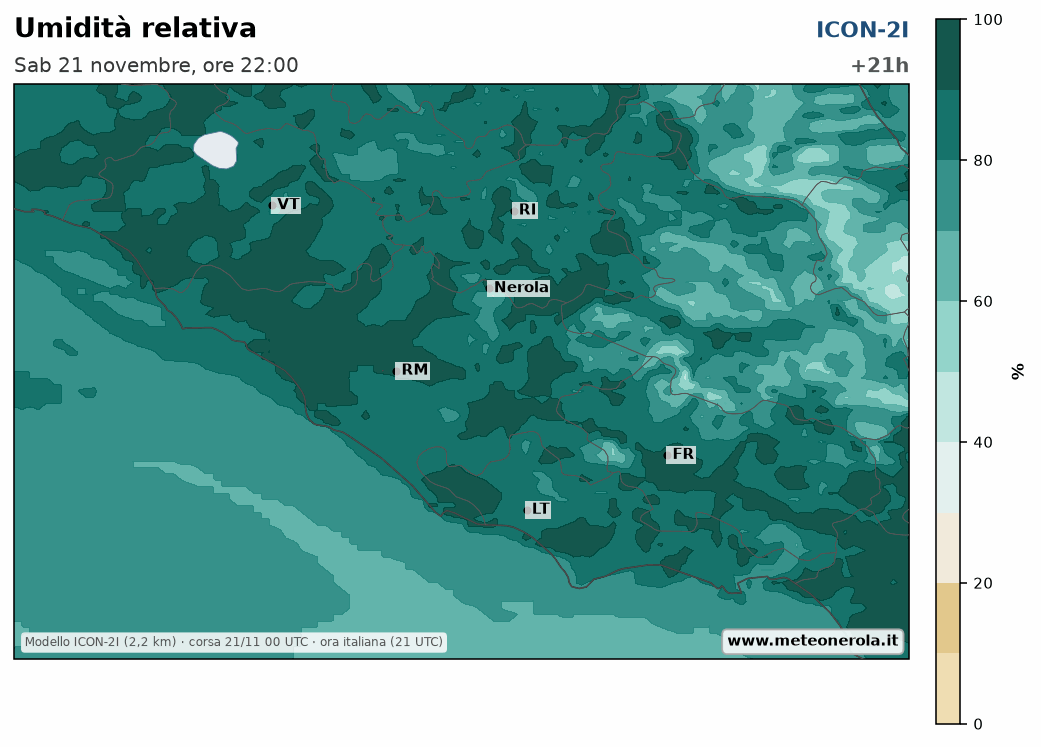 Umidità relativa
ICON-2I
Sab 21 novembre, ore 22:00
+21h
100
80
60
40
20
0
%
VT
RI
Nerola
RM
FR
LT
Modello ICON-2I (2,2 km) · corsa 21/11 00 UTC · ora italiana (21 UTC)
www.meteonerola.it